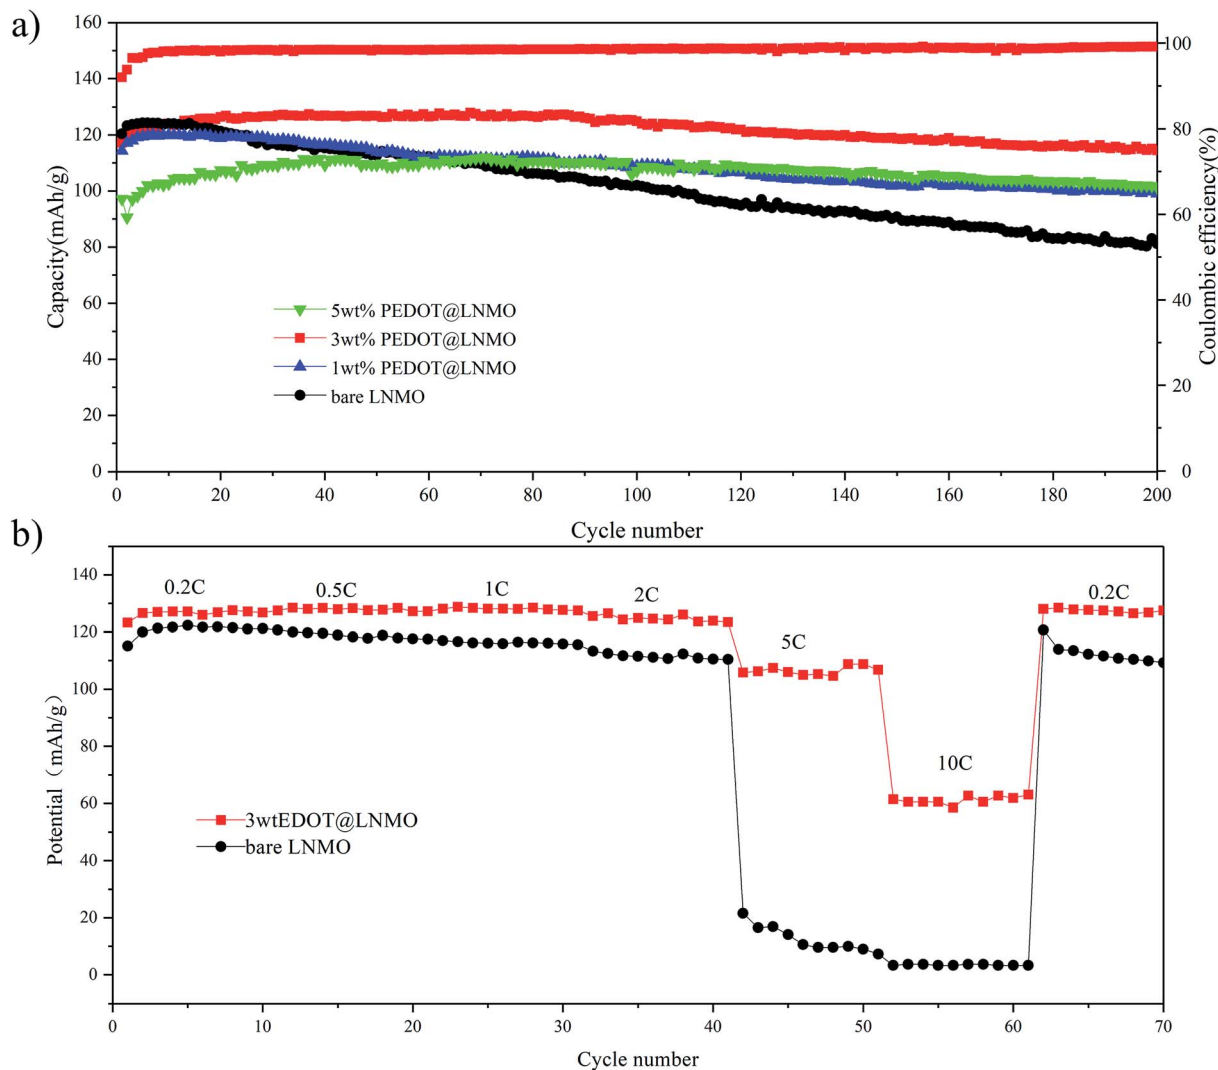 a)
160
140
120
100
80
60
40
20
0
Capacity(mAh/g)
100
80
60
40
20
0
Coulombic efficiency(%)
5wt% PEDOT@LNMO
3wt% PEDOT@LNMO
1wt% PEDOT@LNMO
bare LNMO
0 20 40 60 80 100 120 140 160 180 200
Cycle number
b)
140
120
100
80
60
40
20
0
Potential（mAh/g）
0.2C 0.5C 1C 2C 5C 10C 0.2C
3wtEDOT@LNMO
bare LNMO
0 10 20 30 40 50 60 70
Cycle number